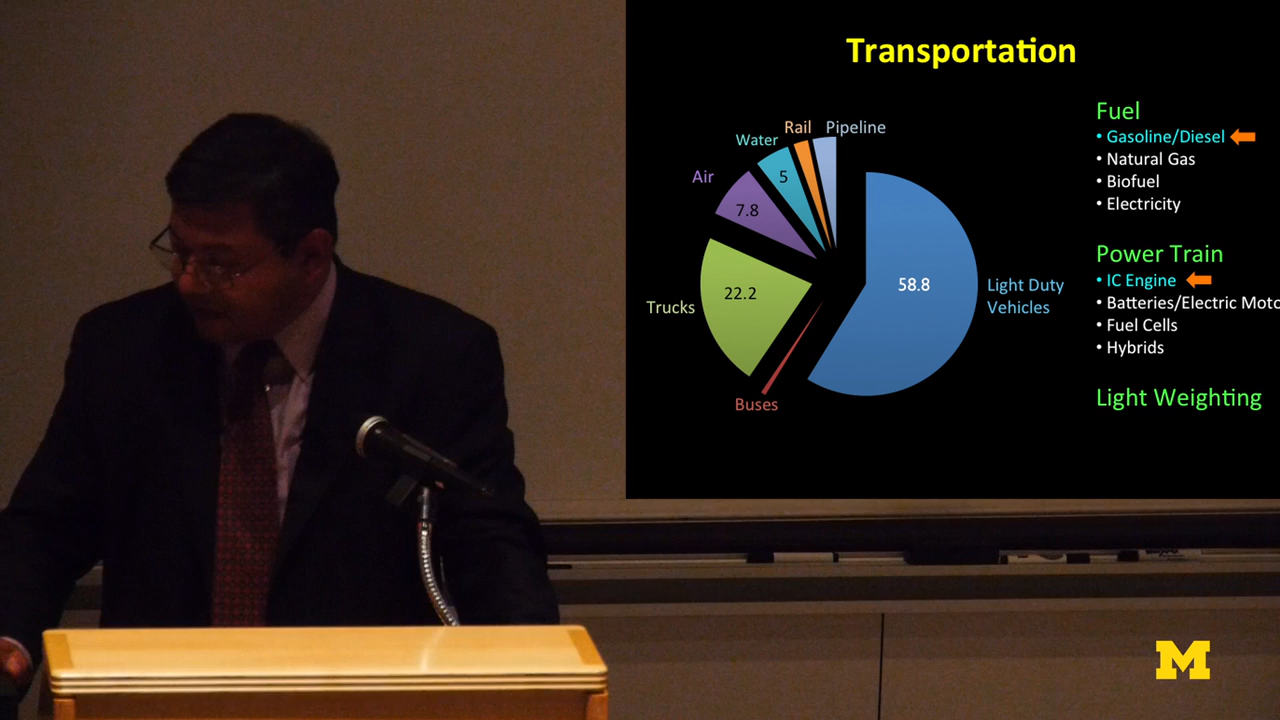 Transportation
Rail
Pipeline
Water
Air
5
7.8
22.2
58.8
Light Duty
Vehicles
Trucks
Buses
Fuel
• Gasoline/Diesel
• Natural Gas
• Biofuel
• Electricity
Power Train
• IC Engine
• Batteries/Electric Moto
• Fuel Cells
• Hybrids
Light Weighting
M